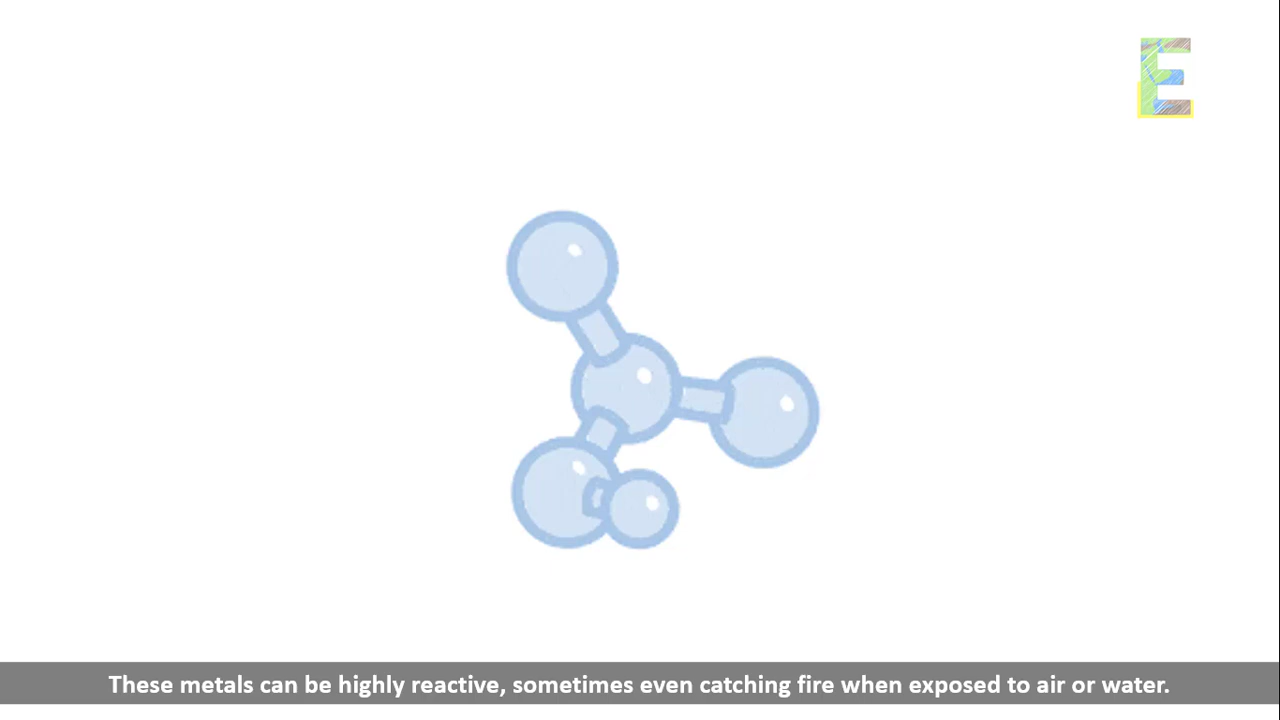 E
These metals can be highly reactive, sometimes even catching fire when exposed to air or water.